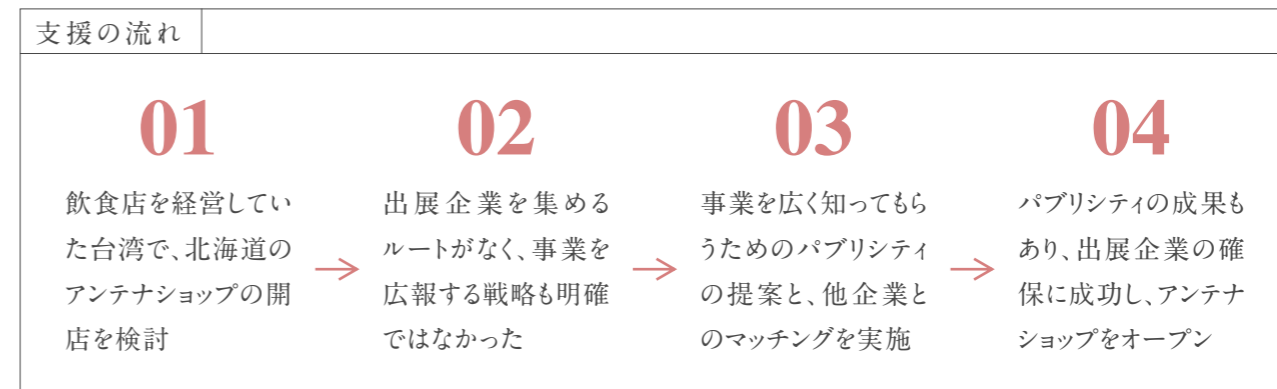 支援の流れ
01
飲食店を経営してい
た台湾で、北海道の
アンテナショップの開
店を検討
02
出展企業を集める
ルートがなく、事業を
広報する戦略も明確
ではなかった
03
事業を広く知ってもら
うためのパブリシティ
の提案と、他企業と
のマッチングを実施
04
パブリシティの成果も
あり、出展企業の確
保に成功し、アンテナ
ショップをオープン